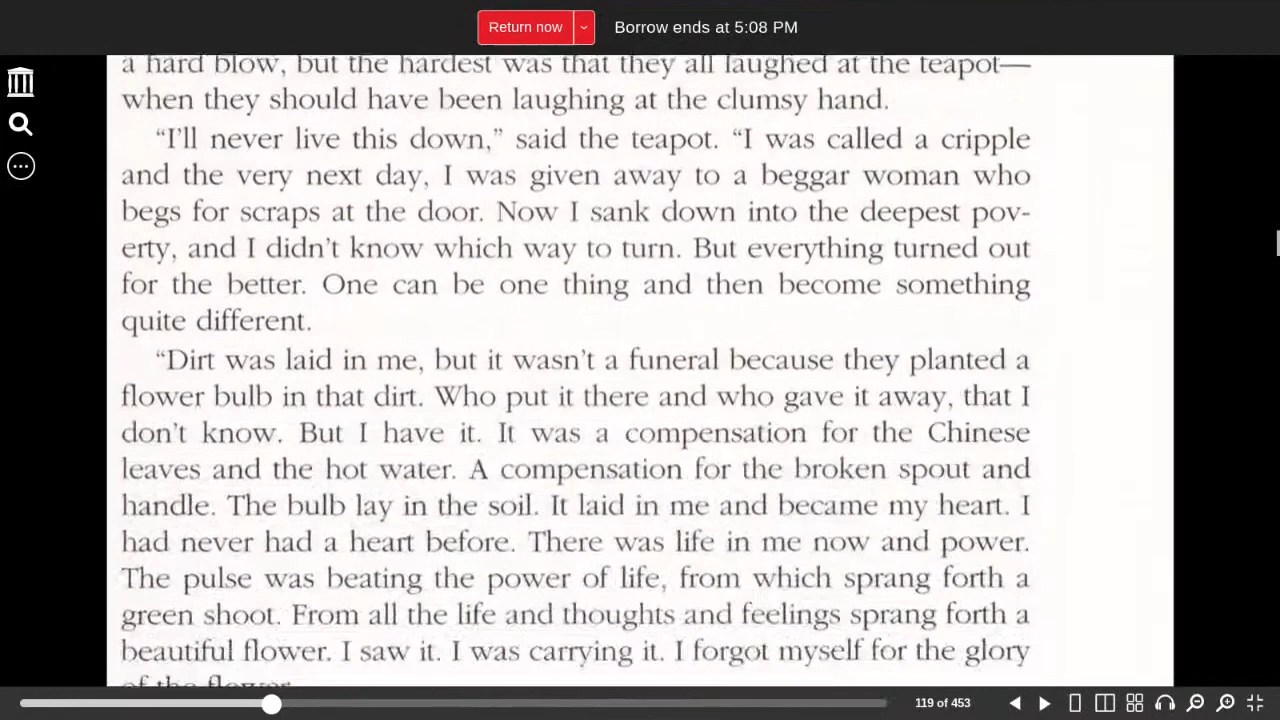 Return now
Borrow ends at 5:08 PM
a hard blow, but the hardest was that they all laughed at the teapot—
when they should have been laughing at the clumsy hand.
“I’ll never live this down,” said the teapot. “I was called a cripple
and the very next day, I was given away to a beggar woman who
begs for scraps at the door. Now I sank down into the deepest pov-
erty, and I didn’t know which way to turn. But everything turned out
for the better. One can be one thing and then become something
quite different.
“Dirt was laid in me, but it wasn’t a funeral because they planted a
flower bulb in that dirt. Who put it there and who gave it away, that I
don’t know. But I have it. It was a compensation for the Chinese
leaves and the hot water. A compensation for the broken spout and
handle. The bulb lay in the soil. It laid in me and became my heart. I
had never had a heart before. There was life in me now and power.
The pulse was beating the power of life, from which sprang forth a
green shoot. From all the life and thoughts and feelings sprang forth a
beautiful flower. I saw it. I was carrying it. I forgot myself for the glory
of the flower
119 of 453